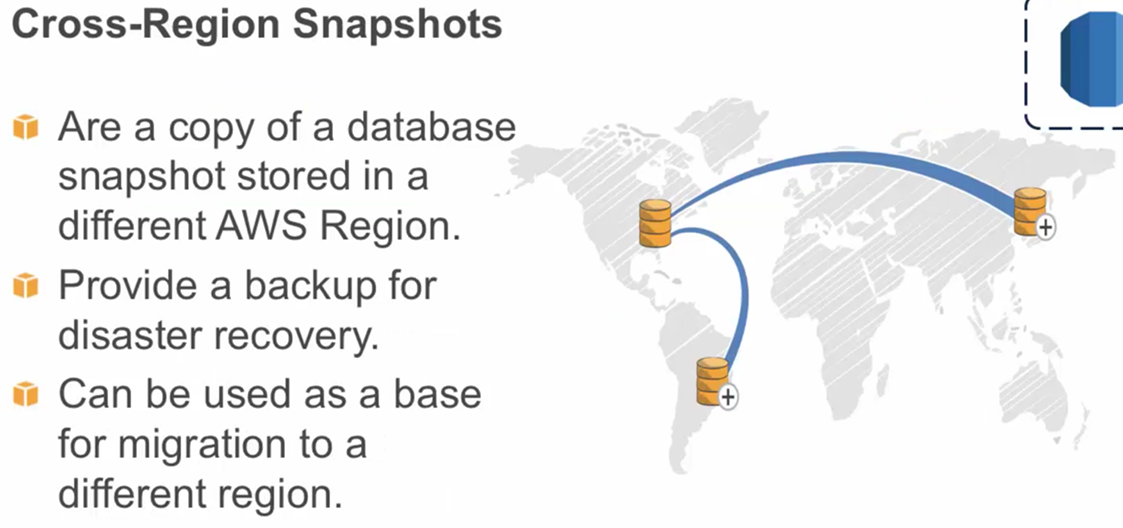 Cross-Region Snapshots
Are a copy of a database
snapshot stored in a
different AWS Region.
Provide a backup for
disaster recovery.
Can be used as a base
for migration to a
different region.